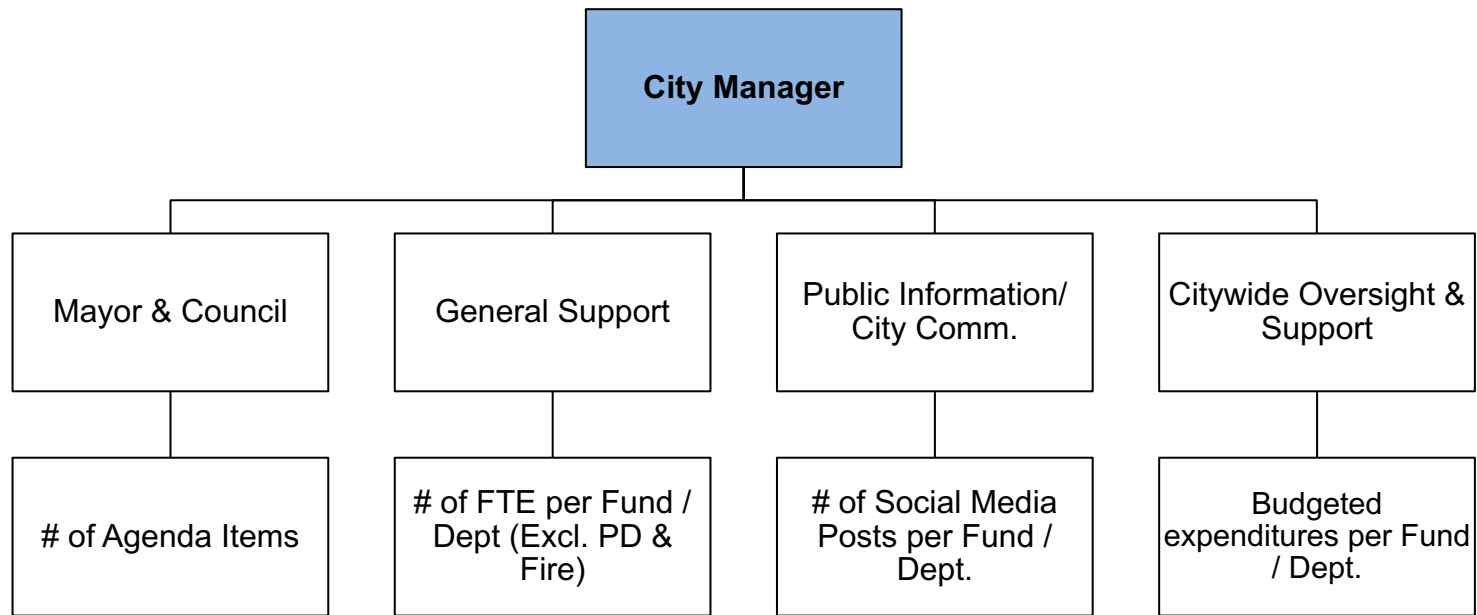 City Manager
Mayor & Council
General Support
Public Information/
City Comm.
Citywide Oversight &
Support
# of Agenda Items
# of FTE per Fund /
Dept (Excl. PD &
Fire)
# of Social Media
Posts per Fund /
Dept.
Budgeted
expenditures per Fund
/ Dept.